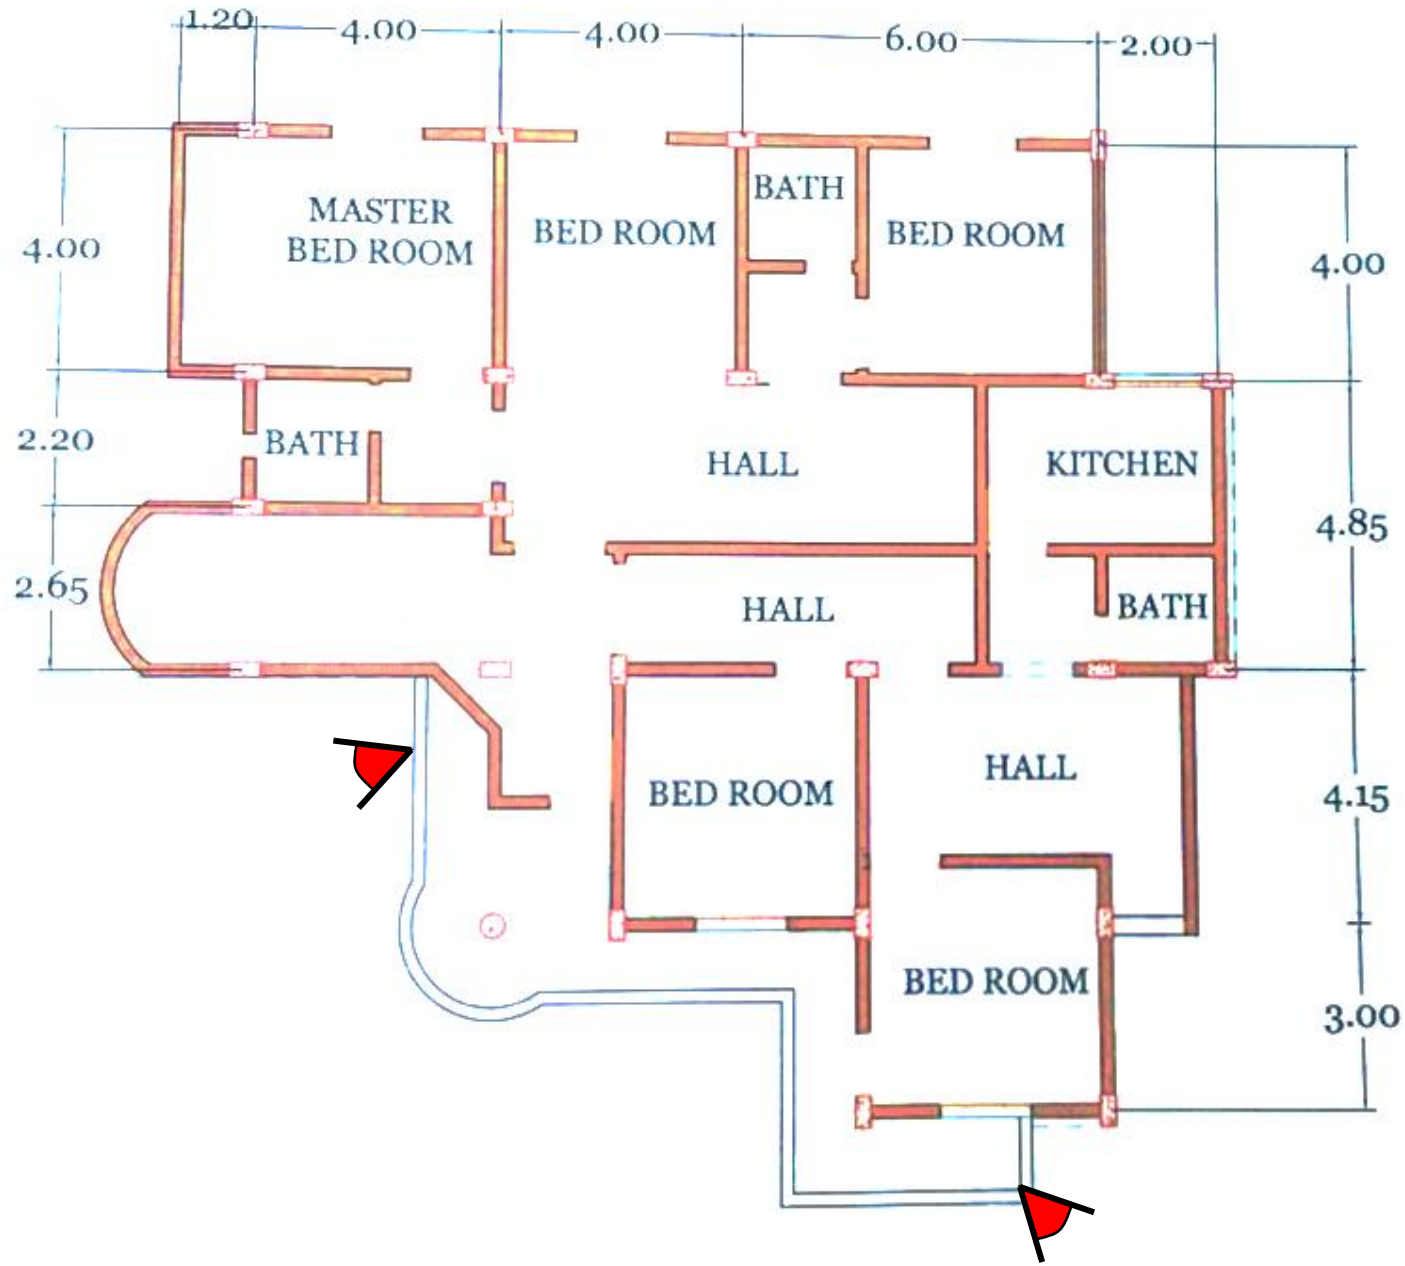 1.20 4.00 4.00 6.00 2.00
BATH
MASTER
BED ROOM
BED ROOM
BED ROOM
4.00
4.00
2.20
BATH
HALL
KITCHEN
4.85
2.65
HALL
BATH
HALL
BED ROOM
4.15
BED ROOM
3.00